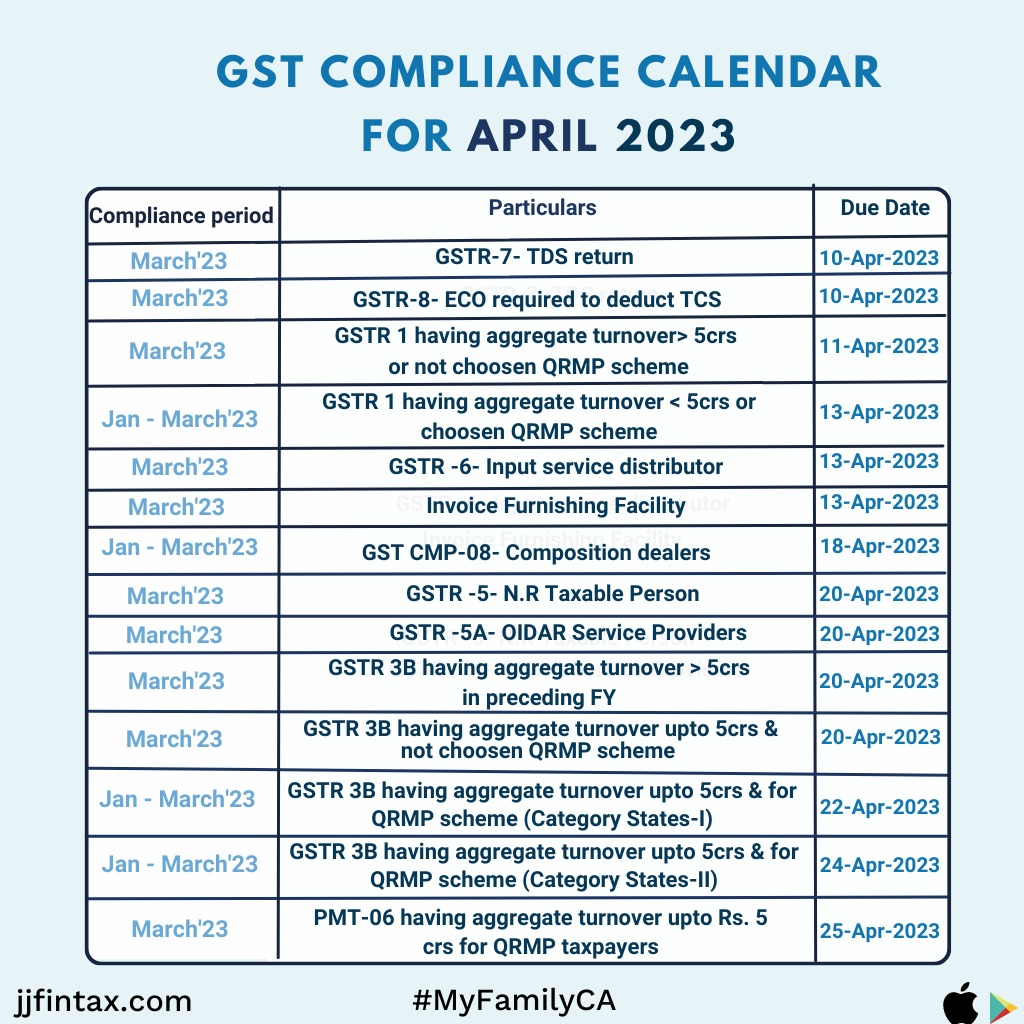 GST COMPLIANCE CALENDAR
FOR APRIL 2023
Compliance period Particulars Due Date
March'23 GSTR-7- TDS return 10-Apr-2023
March'23 GSTR-8- ECO required to deduct TCS 10-Apr-2023
March'23 GSTR 1 having aggregate turnover> 5crs 11-Apr-2023
or not choosen QRMP scheme
Jan - March'23 GSTR 1 having aggregate turnover < 5crs or 13-Apr-2023
choosen QRMP scheme
March'23 GSTR -6- Input service distributor 13-Apr-2023
March'23 Invoice Furnishing Facility 13-Apr-2023
Jan - March'23 GST CMP-08- Composition dealers 18-Apr-2023
March'23 GSTR -5- N.R Taxable Person 20-Apr-2023
March'23 GSTR -5A- OIDAR Service Providers 20-Apr-2023
March'23 GSTR 3B having aggregate turnover > 5crs 20-Apr-2023
in preceding FY
March'23 GSTR 3B having aggregate turnover upto 5crs & 20-Apr-2023
not choosen QRMP scheme
Jan - March'23 GSTR 3B having aggregate turnover upto 5crs & for 22-Apr-2023
QRMP scheme (Category States-I)
Jan - March'23 GSTR 3B having aggregate turnover upto 5crs & for 24-Apr-2023
QRMP scheme (Category States-II)
March'23 PMT-06 having aggregate turnover upto Rs. 5 25-Apr-2023
crs for QRMP taxpayers
jjfintax.com #MyFamilyCA